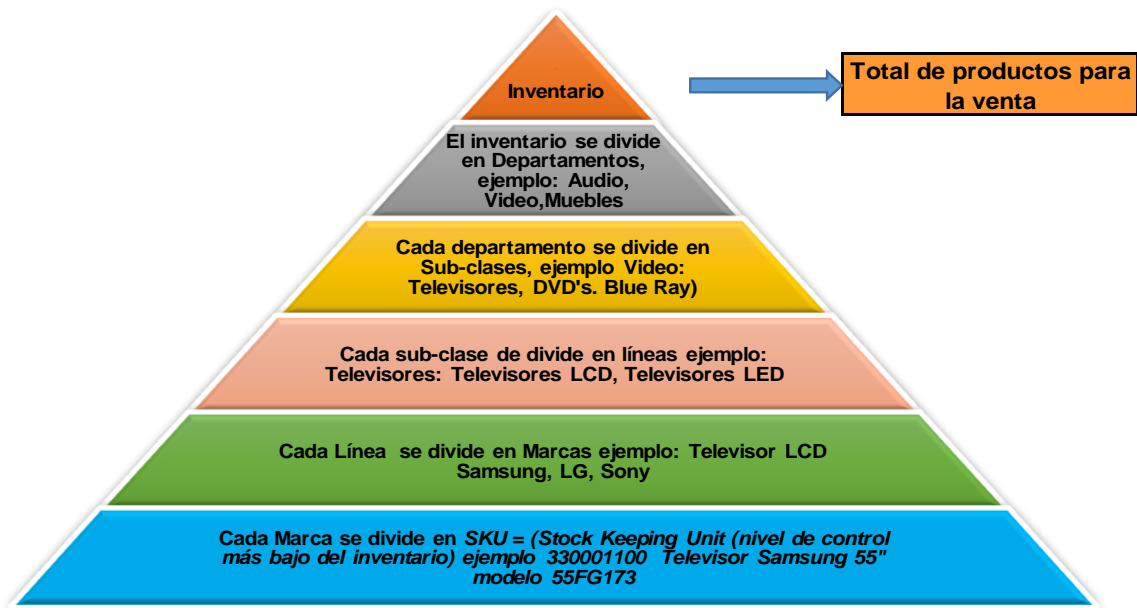 Inventario
Total de productos para
la venta
El inventario se divide
en Departamentos,
ejemplo: Audio,
Video,Muebles
Cada departamento se divide en
Sub-clases, ejemplo Video:
Televisores, DVD's. Blue Ray)
Cada sub-clase de divide en líneas ejemplo:
Televisores: Televisores LCD, Televisores LED
Cada Línea se divide en Marcas ejemplo: Televisor LCD
Samsung, LG, Sony
Cada Marca se divide en SKU = (Stock Keeping Unit (nivel de control
más bajo del inventario) ejemplo 330001100 Televisor Samsung 55"
modelo 55FG173